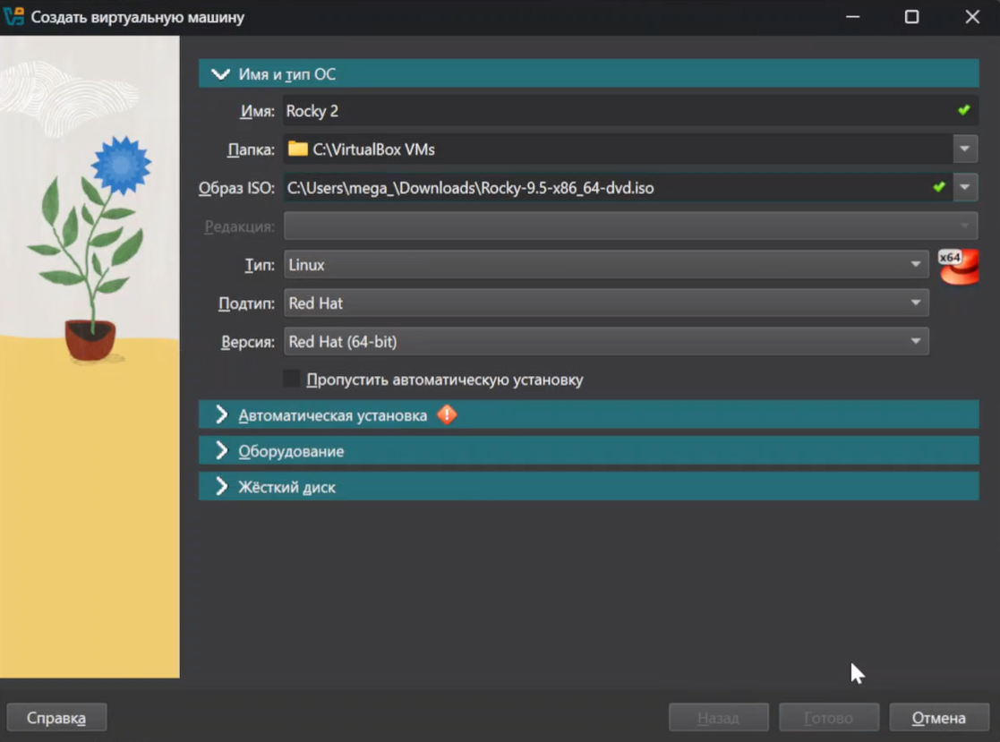 Создать виртуальную машину
Имя и тип ОС
Имя: Rocky 2
Папка: C:\VirtualBox VMs
Образ ISO: C:\Users\mega_\Downloads\Rocky-9.5-x86_64-dvd.iso
Редакция:
Тип: Linux x64
Подтип: Red Hat
Версия: Red Hat (64-bit)
Пропустить автоматическую установку
Автоматическая установка
Оборудование
Жёсткий диск
Справка Назад Готово Отмена